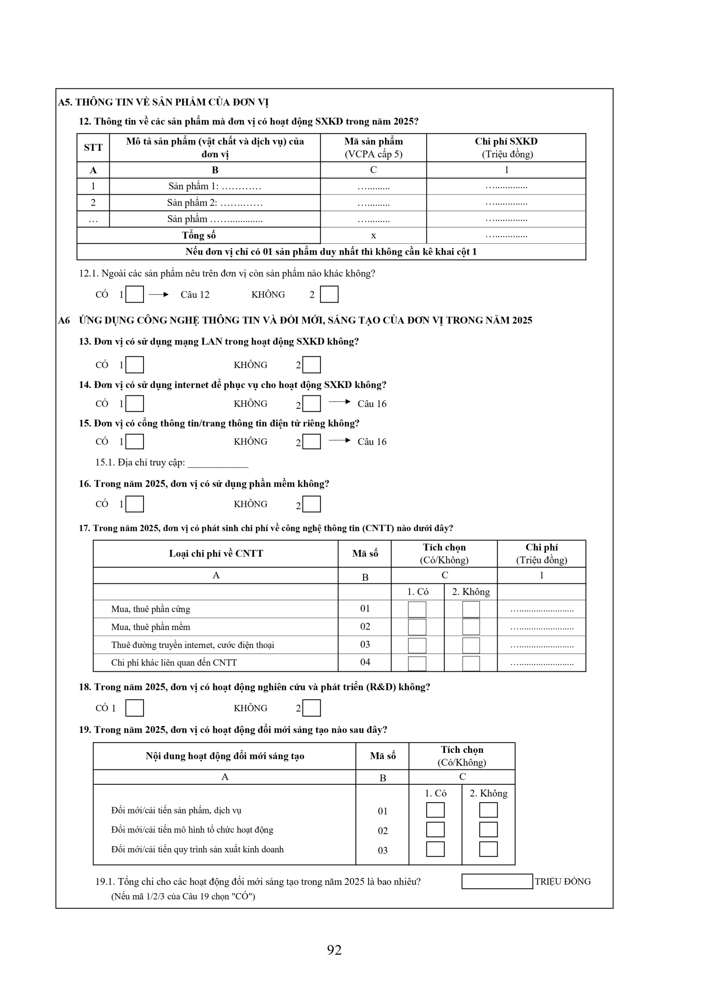 A5. THÔNG TIN VỀ SẢN PHẨM CỦA ĐƠN VỊ
12. Thông tin về các sản phẩm mà đơn vị có hoạt động SXKD trong năm 2025?
STT Mô tả sản phẩm (vật chất và dịch vụ) của đơn vị Mã sản phẩm (VCPA cấp 5) Chi phí SXKD (Triệu đồng)
A B C 1
1 Sản phẩm 1: ………… …......... ….............
2 Sản phẩm 2: ………… …......... ….............
… Sản phẩm ……............. …......... ….............
Tổng số x ….............
Nếu đơn vị chỉ có 01 sản phẩm duy nhất thì không cần kê khai cột 1
12.1. Ngoài các sản phẩm nêu trên đơn vị còn sản phẩm nào khác không?
CÓ 1 → Câu 12 KHÔNG 2
A6 ỨNG DỤNG CÔNG NGHỆ THÔNG TIN VÀ ĐỔI MỚI, SÁNG TẠO CỦA ĐƠN VỊ TRONG NĂM 2025
13. Đơn vị có sử dụng mạng LAN trong hoạt động SXKD không?
CÓ 1 KHÔNG 2
14. Đơn vị có sử dụng internet để phục vụ cho hoạt động SXKD không?
CÓ 1 KHÔNG 2 → Câu 16
15. Đơn vị có cổng thông tin/trang thông tin điện tử riêng không?
CÓ 1 KHÔNG 2 → Câu 16
15.1. Địa chỉ truy cập: ____________
16. Trong năm 2025, đơn vị có sử dụng phần mềm không?
CÓ 1 KHÔNG 2
17. Trong năm 2025, đơn vị có phát sinh chi phí về công nghệ thông tin (CNTT) nào dưới đây?
Loại chi phí về CNTT Mã số Tích chọn (Có/Không) Chi phí (Triệu đồng)
A B C 1
1. Có 2. Không
Mua, thuê phần cứng 01 ….......................
Mua, thuê phần mềm 02 ….......................
Thuê đường truyền internet, cước điện thoại 03 ….......................
Chi phí khác liên quan đến CNTT 04 ….......................
18. Trong năm 2025, đơn vị có hoạt động nghiên cứu và phát triển (R&D) không?
CÓ 1 KHÔNG 2
19. Trong năm 2025, đơn vị có hoạt động đổi mới sáng tạo nào sau đây?
Nội dung hoạt động đổi mới sáng tạo Mã số Tích chọn (Có/Không)
A B C
1. Có 2. Không
Đổi mới/cải tiến sản phẩm, dịch vụ 01
Đổi mới/cải tiến mô hình tổ chức hoạt động 02
Đổi mới/cải tiến quy trình sản xuất kinh doanh 03
19.1. Tổng chi cho các hoạt động đổi mới sáng tạo trong năm 2025 là bao nhiêu? TRIỆU ĐỒNG
(Nếu mã 1/2/3 của Câu 19 chọn "CÓ")
92